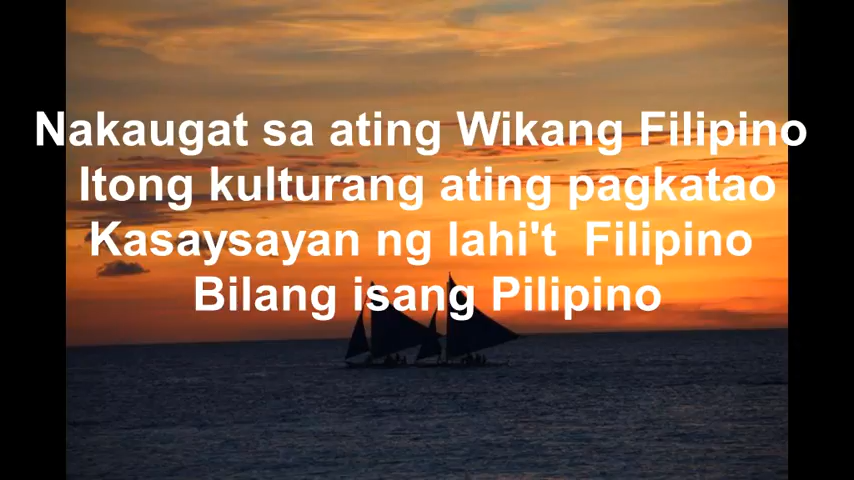 Nakaugat sa ating Wikang Filipino
Itong kulturang ating pagkatao
Kasaysayan ng lahi't  Filipino
Bilang isang Pilipino